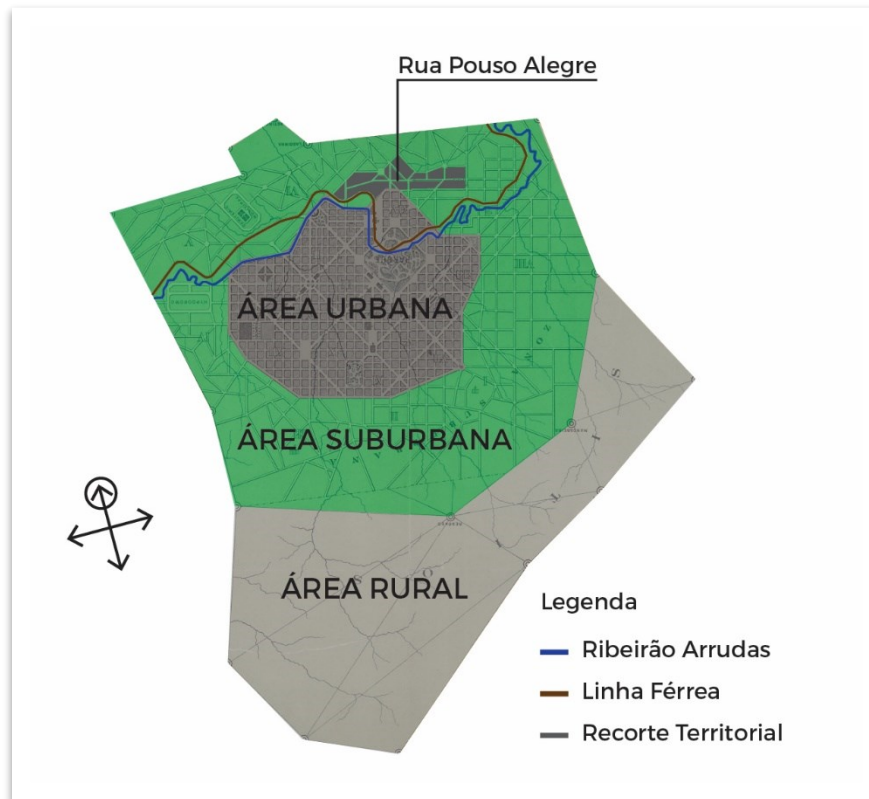 Rua Pouso Alegre
ÁREA URBANA
ÁREA SUBURBANA
ÁREA RURAL
Legenda
Ribeirão Arrudas
Linha Férrea
Recorte Territorial